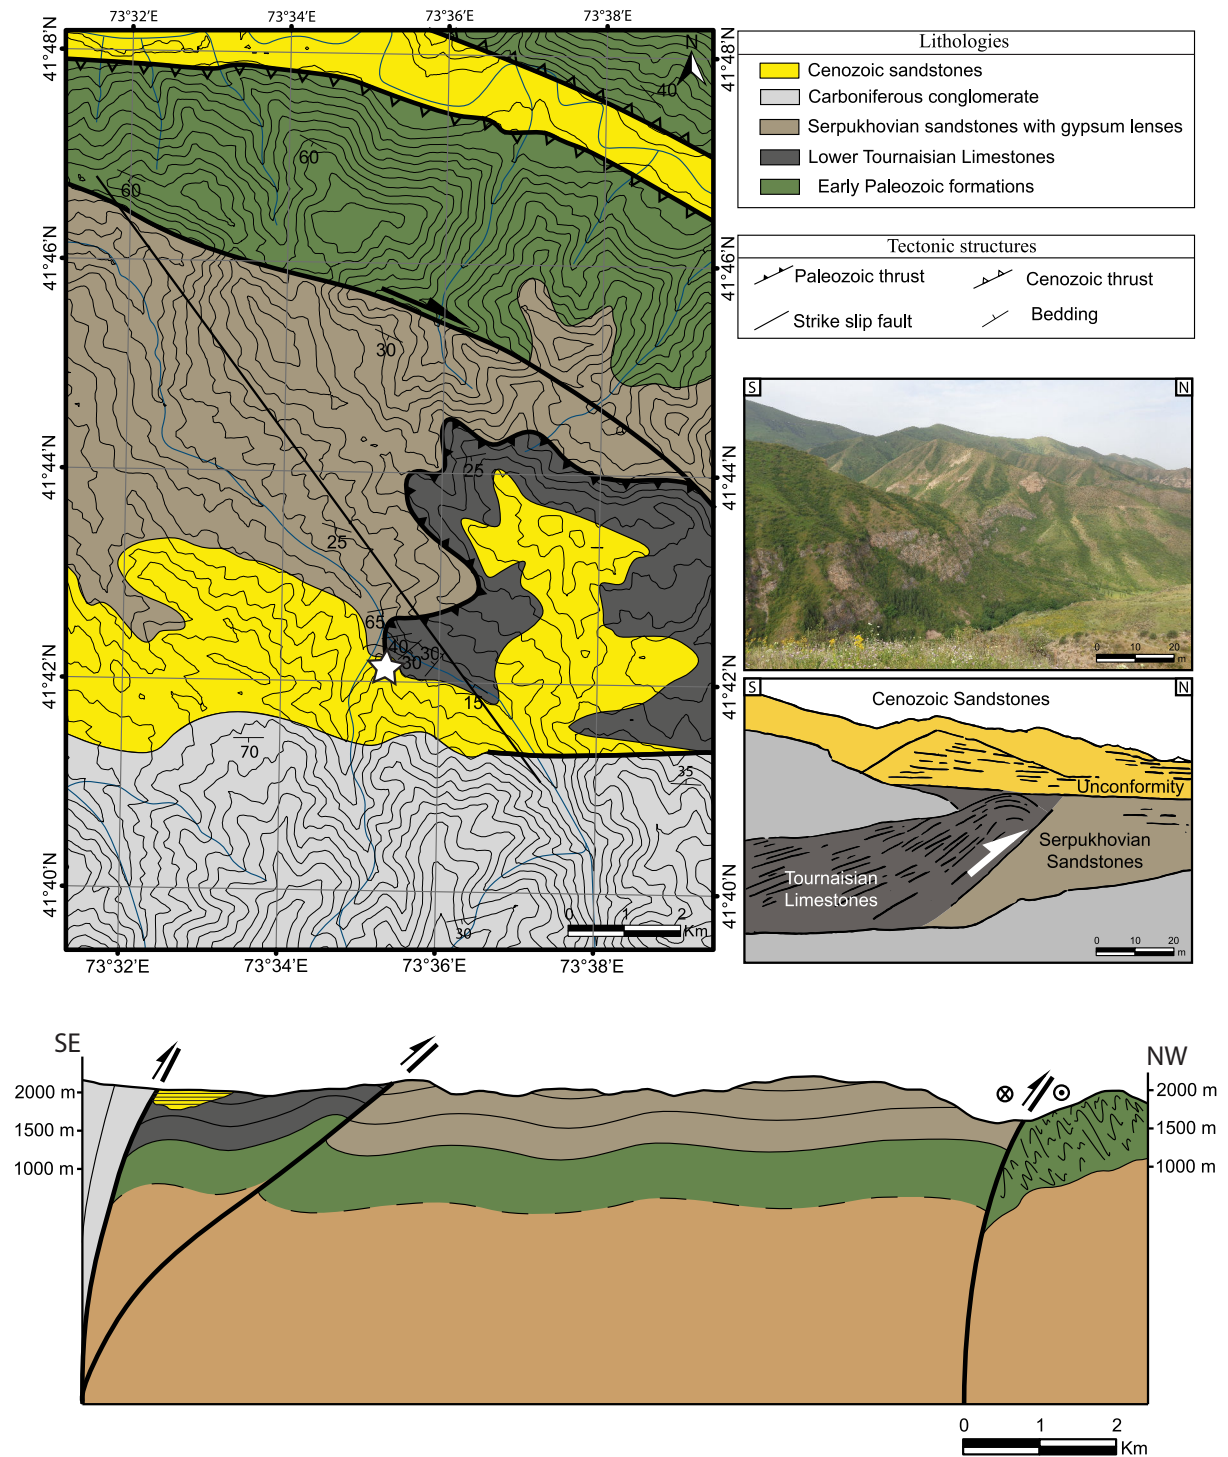 73°32'E 73°34'E 73°36'E 73°38'E
41°48'N
41°46'N
41°44'N
41°42'N
41°40'N
41°48'N
41°46'N
41°44'N
41°42'N
41°40'N
N
40
60
60
30
25
25
65
40
30
30
15
70
35
30
0 1 2
Km
73°32'E 73°34'E 73°36'E 73°38'E
Lithologies
Cenozoic sandstones
Carboniferous conglomerate
Serpukhovian sandstones with gypsum lenses
Lower Tournaisian Limestones
Early Paleozoic formations
Tectonic structures
Paleozoic thrust
Cenozoic thrust
Strike slip fault
Bedding
S N
0 10 20
m
S N
Cenozoic Sandstones
Unconformity
Serpukhovian
Sandstones
Tournaisian
Limestones
0 10 20
m
SE NW
2000 m
1500 m
1000 m
2000 m
1500 m
1000 m
0 1 2
Km